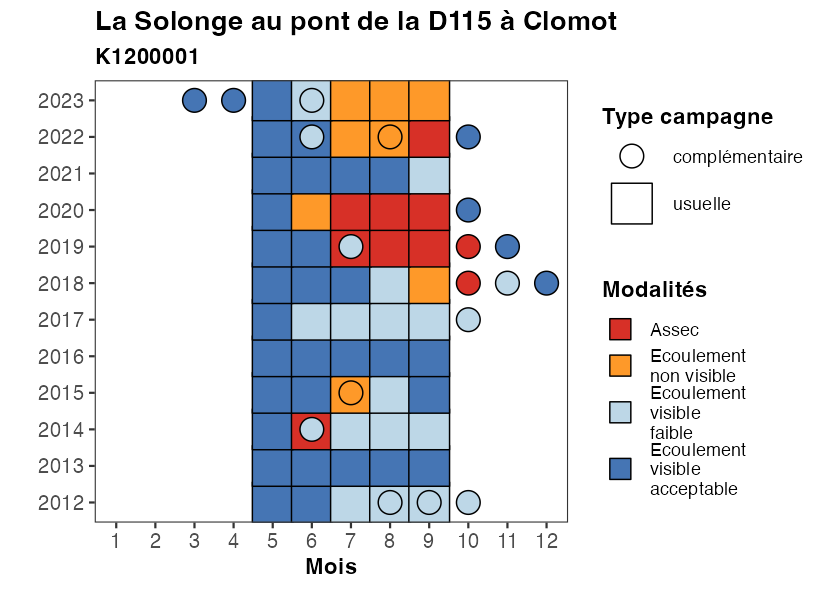 La Solonge au pont de la D115 à Clomot
K1200001
2023
2022
2021
2020
2019
2018
2017
2016
2015
2014
2013
2012
1 2 3 4 5 6 7 8 9 10 11 12
Mois
Type campagne
complémentaire
usuelle
Modalités
Assec
Ecoulement
non visible
Ecoulement
visible
faible
Ecoulement
visible
acceptable